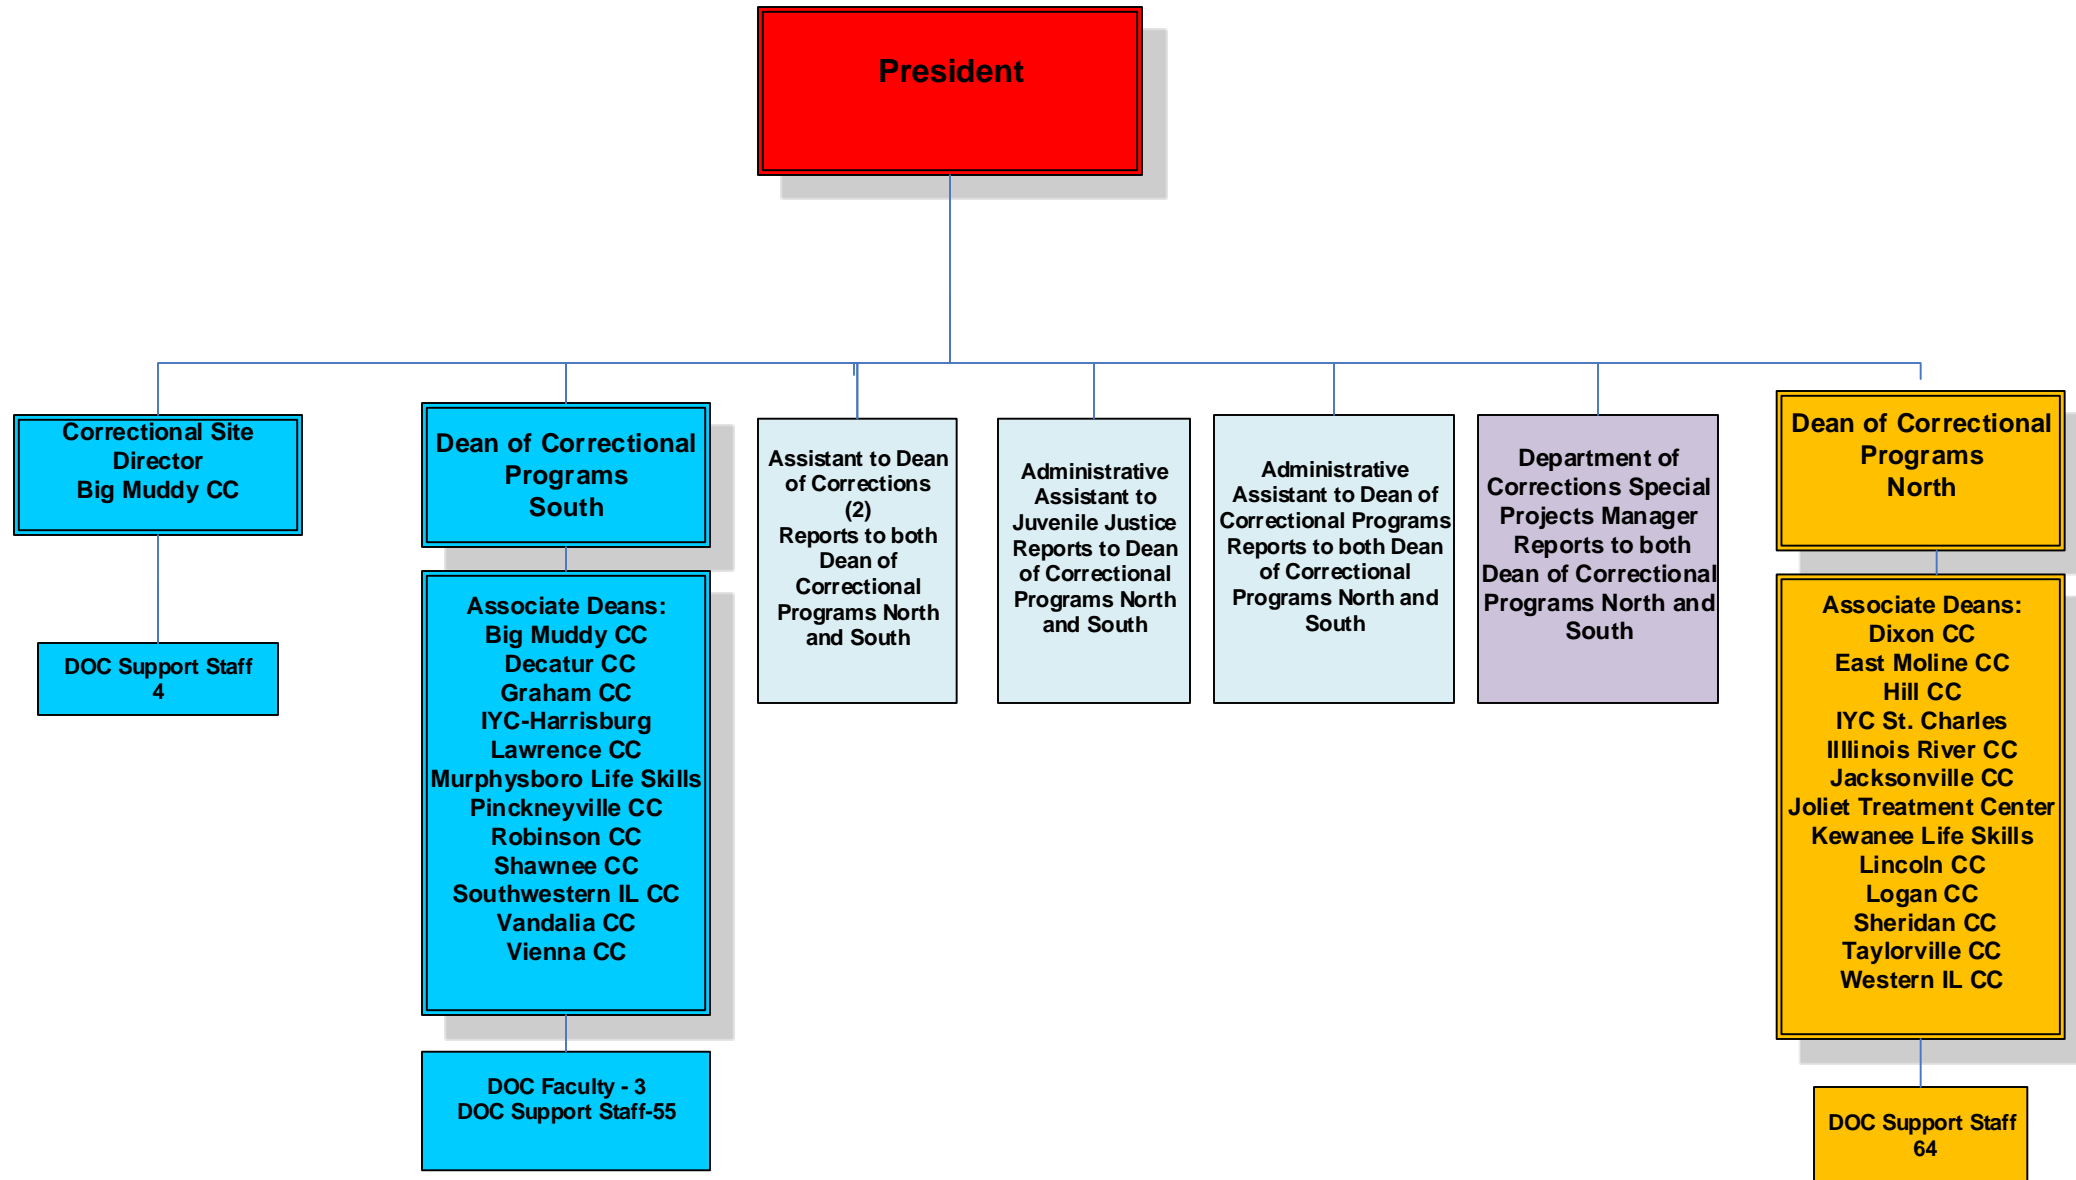 President
Correctional Site
Director
Big Muddy CC
DOC Support Staff
4
Dean of Correctional
Programs
South
Associate Deans:
Big Muddy CC
Decatur CC
Graham CC
IYC-Harrisburg
Lawrence CC
Murphysboro Life Skills
Pinckneyville CC
Robinson CC
Shawnee CC
Southwestern IL CC
Vandalia CC
Vienna CC
DOC Faculty - 3
DOC Support Staff-55
Assistant to Dean
of Corrections
(2)
Reports to both
Dean of
Correctional
Programs North
and South
Administrative
Assistant to
Juvenile Justice
Reports to Dean
of Correctional
Programs North
and South
Administrative
Assistant to Dean of
Correctional Programs
Reports to both Dean
of Correctional
Programs North and
South
Department of
Corrections Special
Projects Manager
Reports to both
Dean of Correctional
Programs North and
South
Dean of Correctional
Programs
North
Associate Deans:
Dixon CC
East Moline CC
Hill CC
IYC St. Charles
Illlinois River CC
Jacksonville CC
Joliet Treatment Center
Kewanee Life Skills
Lincoln CC
Logan CC
Sheridan CC
Taylorville CC
Western IL CC
DOC Support Staff
64